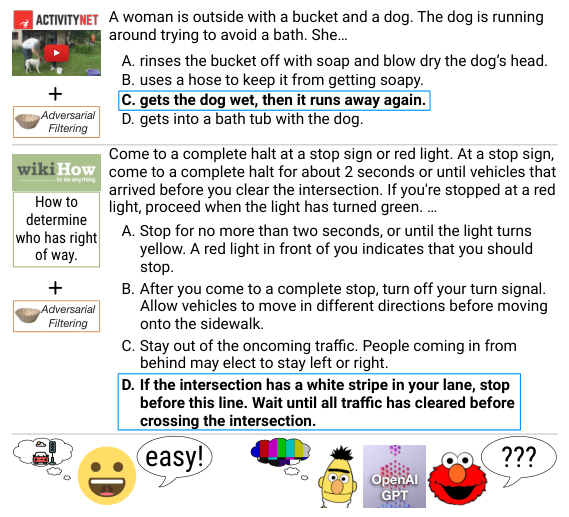 ACTIVITYNET
+
Adversarial
Filtering
A woman is outside with a bucket and a dog. The dog is running
around trying to avoid a bath. She…
A. rinses the bucket off with soap and blow dry the dog's head.
B. uses a hose to keep it from getting soapy.
C. gets the dog wet, then it runs away again.
D. gets into a bath tub with the dog.
wikiHow
to do anything
How to
determine
who has right
of way.
+
Adversarial
Filtering
Come to a complete halt at a stop sign or red light. At a stop sign,
come to a complete halt for about 2 seconds or until vehicles that
arrived before you clear the intersection. If you're stopped at a red
light, proceed when the light has turned green. …
A. Stop for no more than two seconds, or until the light turns
yellow. A red light in front of you indicates that you should
stop.
B. After you come to a complete stop, turn off your turn signal.
Allow vehicles to move in different directions before moving
onto the sidewalk.
C. Stay out of the oncoming traffic. People coming in from
behind may elect to stay left or right.
D. If the intersection has a white stripe in your lane, stop
before this line. Wait until all traffic has cleared before
crossing the intersection.
easy!
OpenAI
GPT
???